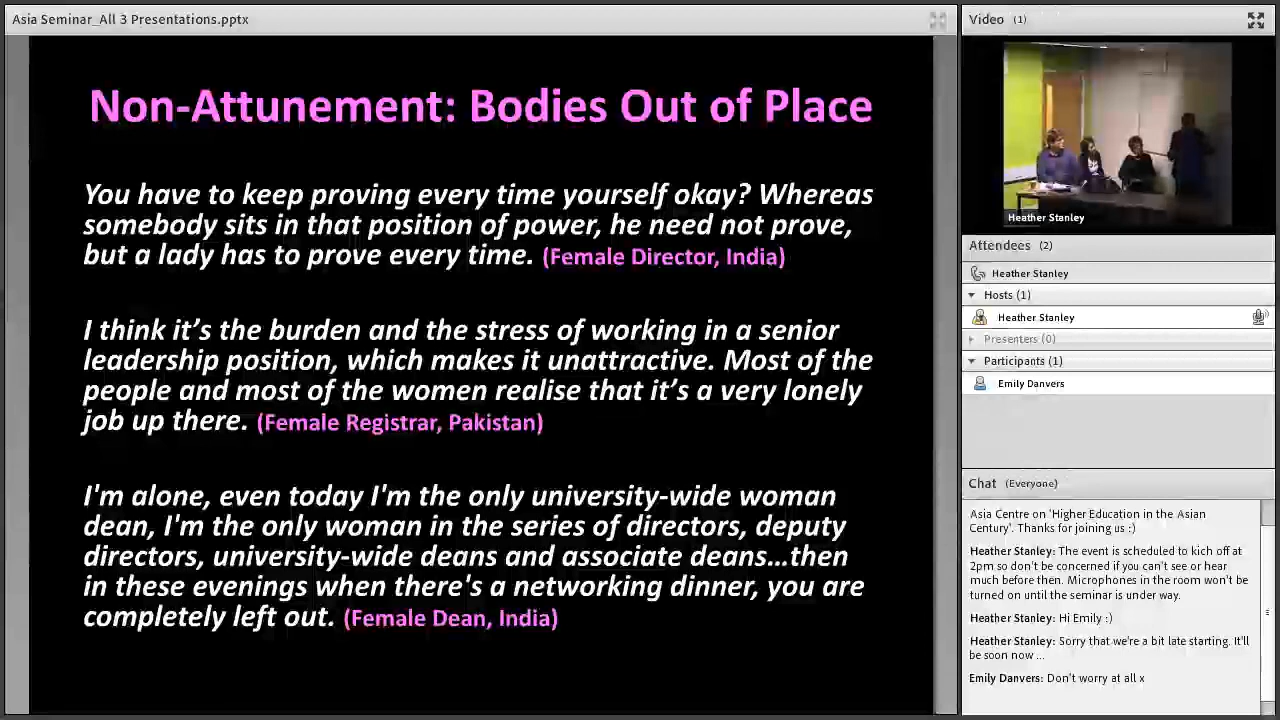 Asia Seminar_All 3 Presentations.pptx
Non-Attunement: Bodies Out of Place
You have to keep proving every time yourself okay? Whereas
somebody sits in that position of power, he need not prove,
but a lady has to prove every time. (Female Director, India)
I think it’s the burden and the stress of working in a senior
leadership position, which makes it unattractive. Most of the
people and most of the women realise that it’s a very lonely
job up there. (Female Registrar, Pakistan)
I'm alone, even today I'm the only university-wide woman
dean, I'm the only woman in the series of directors, deputy
directors, university-wide deans and associate deans…then
in these evenings when there's a networking dinner, you are
completely left out. (Female Dean, India)
Video (1)
Heather Stanley
Attendees (2)
Heather Stanley
Hosts (1)
Heather Stanley
Presenters (0)
Participants (1)
Emily Danvers
Chat (Everyone)
Asia Centre on 'Higher Education in the Asian
Century'. Thanks for joining us :)
Heather Stanley: The event is scheduled to kick off at
2pm so don't be concerned if you can't see or hear
much before then. Microphones in the room won't be
turned on until the seminar is under way.
Heather Stanley: Hi Emily :)
Heather Stanley: Sorry that we're a bit late starting. It'll
be soon now ...
Emily Danvers: Don't worry at all x